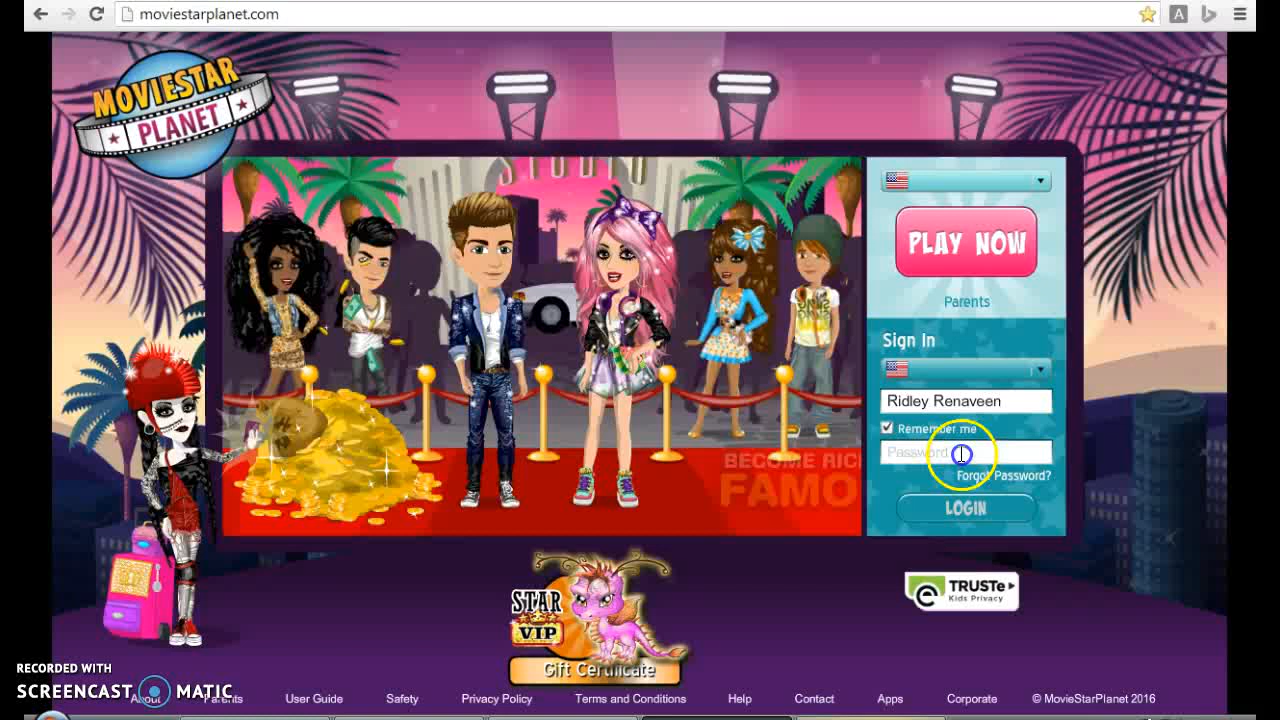 moviestarplanet.com
A
MOVIESTAR
PLANET
STUDIO
PLAY NOW
Parents
Sign In
Ridley Renaveen
Remember me
Password
Forgot Password?
LOGIN
BECOME RICH
FAMO
TRUSTe
Kids Privacy
STAR
VIP
Gift Certificate
RECORDED WITH
SCREENCAST MATIC
About
Parents
User Guide
Safety
Privacy Policy
Terms and Conditions
Help
Contact
Apps
Corporate
© MovieStarPlanet 2016